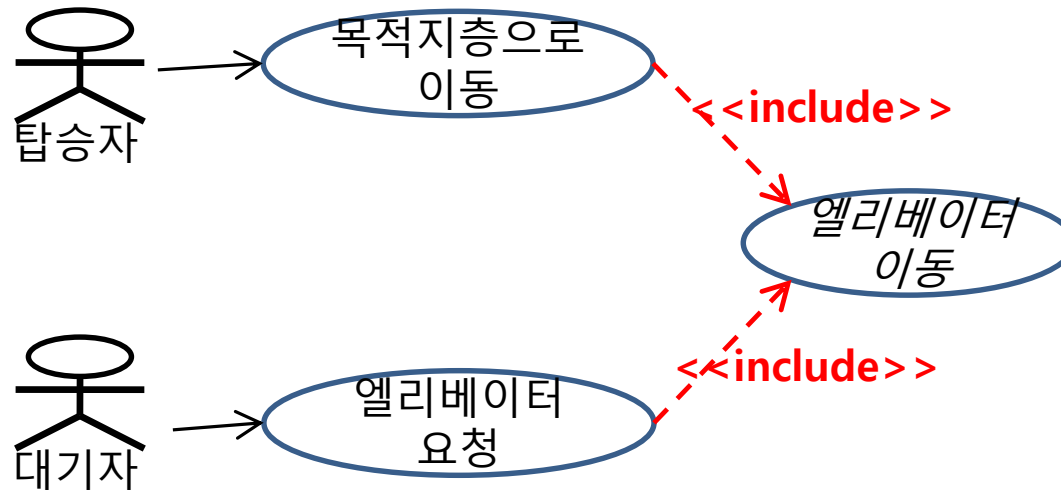 목적지층으로
이동
탑승자
<<include>>
엘리베이터
이동
<<include>>
엘리베이터
요청
대기자